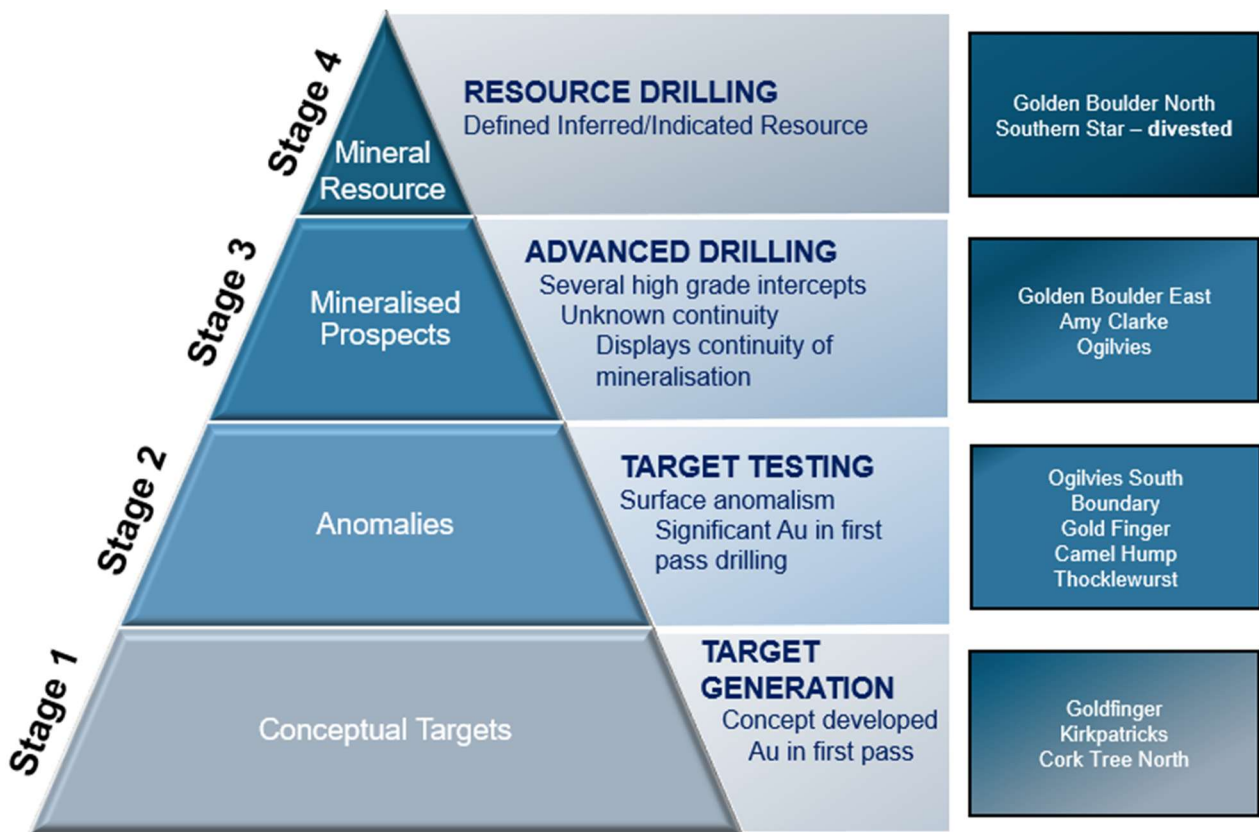 Stage 4
Mineral
Resource
RESOURCE DRILLING
Defined Inferred/Indicated Resource
Golden Boulder North
Southern Star – divested
Stage 3
Mineralised
Prospects
ADVANCED DRILLING
Several high grade intercepts
Unknown continuity
Displays continuity of
mineralisation
Golden Boulder East
Amy Clarke
Ogilvies
Stage 2
Anomalies
TARGET TESTING
Surface anomalism
Significant Au in first
pass drilling
Ogilvies South
Boundary
Gold Finger
Camel Hump
Thocklewurst
Stage 1
Conceptual Targets
TARGET
GENERATION
Concept developed
Au in first pass
Goldfinger
Kirkpatricks
Cork Tree North